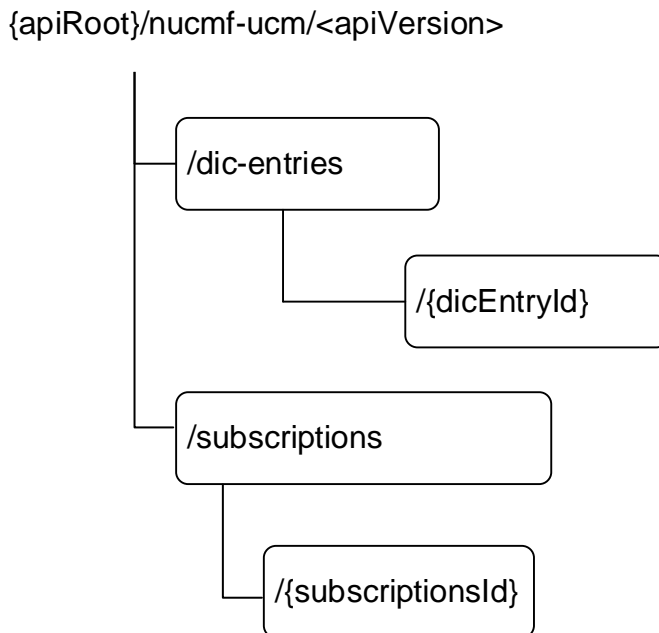 {apiRoot}/nucmf-ucm/<apiVersion>
/dic-entries
/{dicEntryId}
/subscriptions
/{subscriptionsId}